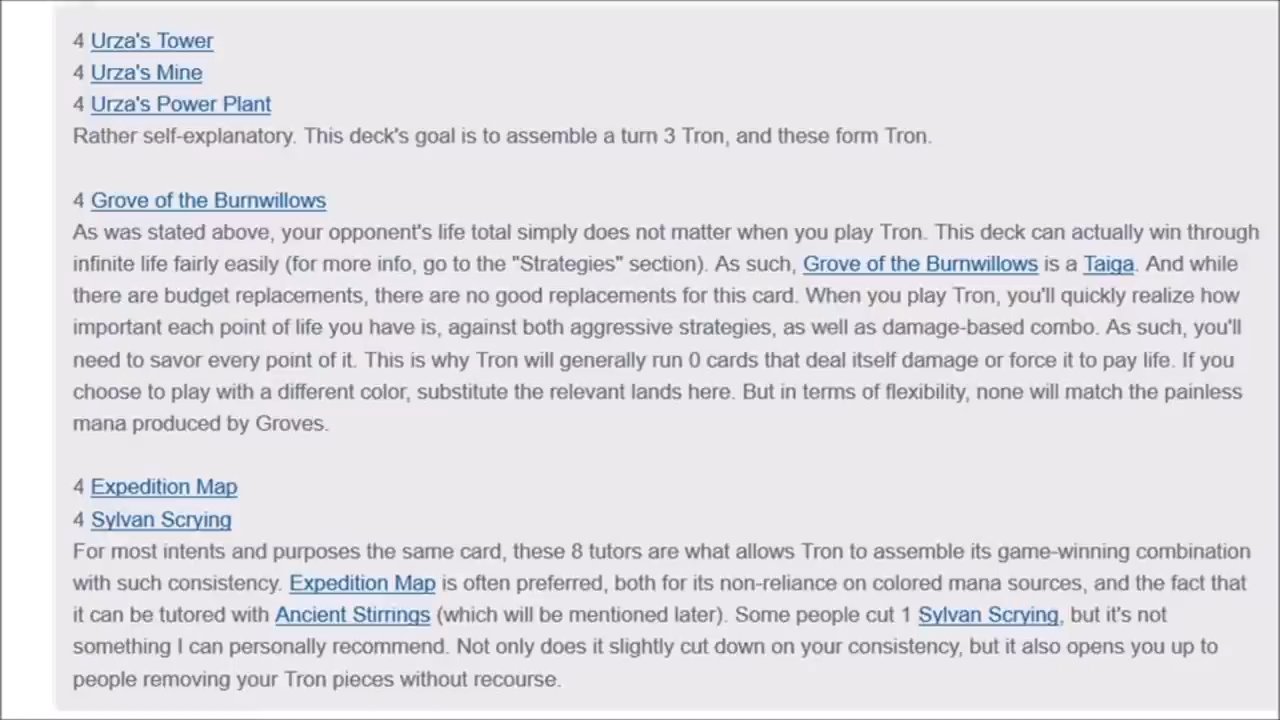 4 Urza's Tower
4 Urza's Mine
4 Urza's Power Plant
Rather self-explanatory. This deck's goal is to assemble a turn 3 Tron, and these form Tron.
4 Grove of the Burnwillows
As was stated above, your opponent's life total simply does not matter when you play Tron. This deck can actually win through
infinite life fairly easily (for more info, go to the "Strategies" section). As such, Grove of the Burnwillows is a Taiga. And while
there are budget replacements, there are no good replacements for this card. When you play Tron, you'll quickly realize how
important each point of life you have is, against both aggressive strategies, as well as damage-based combo. As such, you'll
need to savor every point of it. This is why Tron will generally run 0 cards that deal itself damage or force it to pay life. If you
choose to play with a different color, substitute the relevant lands here. But in terms of flexibility, none will match the painless
mana produced by Groves.
4 Expedition Map
4 Sylvan Scrying
For most intents and purposes the same card, these 8 tutors are what allows Tron to assemble its game-winning combination
with such consistency. Expedition Map is often preferred, both for its non-reliance on colored mana sources, and the fact that
it can be tutored with Ancient Stirrings (which will be mentioned later). Some people cut 1 Sylvan Scrying, but it's not
something I can personally recommend. Not only does it slightly cut down on your consistency, but it also opens you up to
people removing your Tron pieces without recourse.